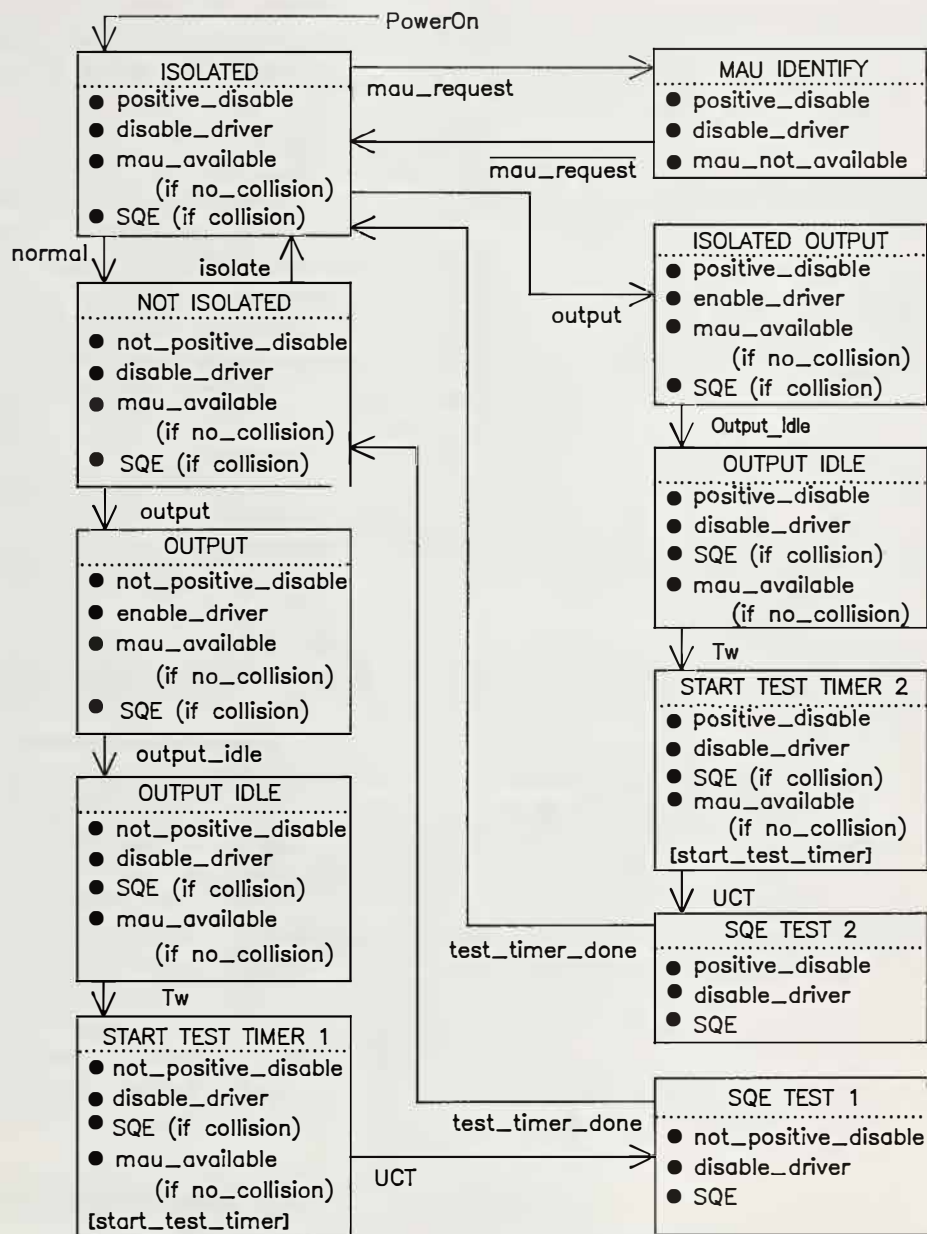 PowerOn
ISOLATED
● positive_disable
● disable_driver
● mau_available
(if no_collision)
● SQE (if collision)
mau_request
mau_request
MAU IDENTIFY
● positive_disable
● disable_driver
● mau_not_available
normal
isolate
output
ISOLATED OUTPUT
● positive_disable
● enable_driver
● mau_available
(if no_collision)
● SQE (if collision)
NOT ISOLATED
● not_positive_disable
● disable_driver
● mau_available
(if no_collision)
● SQE (if collision)
Output_Idle
OUTPUT IDLE
● positive_disable
● disable_driver
● SQE (if collision)
● mau_available
(if no_collision)
output
OUTPUT
● not_positive_disable
● enable_driver
● mau_available
(if no_collision)
● SQE (if collision)
Tw
START TEST TIMER 2
● positive_disable
● disable_driver
● SQE (if collision)
● mau_available
(if no_collision)
[start_test_timer]
output_idle
OUTPUT IDLE
● not_positive_disable
● disable_driver
● SQE (if collision)
● mau_available
(if no_collision)
UCT
SQE TEST 2
● positive_disable
● disable_driver
● SQE
test_timer_done
Tw
START TEST TIMER 1
● not_positive_disable
● disable_driver
● SQE (if collision)
● mau_available
(if no_collision)
[start_test_timer]
UCT
test_timer_done
SQE TEST 1
● not_positive_disable
● disable_driver
● SQE